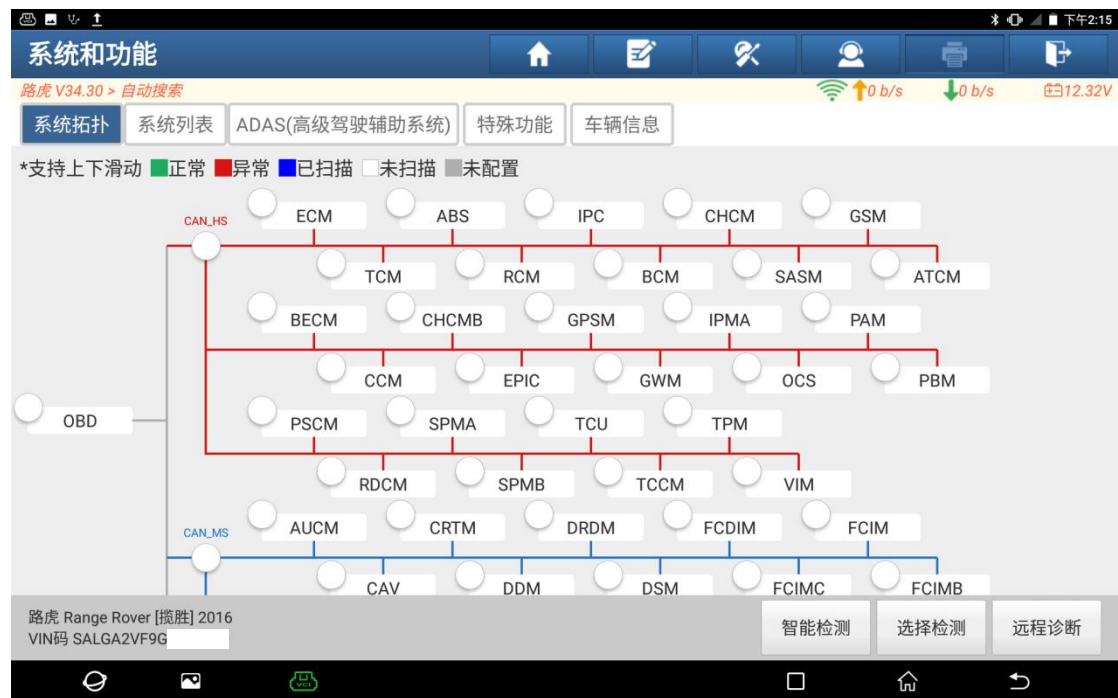 下午2:15
系统和功能
路虎 V34.30 > 自动搜索
0 b/s
0 b/s
12.32V
系统拓扑
系统列表
ADAS(高级驾驶辅助系统)
特殊功能
车辆信息
*支持上下滑动 正常 异常 已扫描 未扫描 未配置
CAN_HS
ECM ABS IPC CHCM GSM
TCM RCM BCM SASM ATCM
BECM CHCMB GPSM IPMA PAM
CCM EPIC GWM OCS PBM
OBD
PSCM SPMA TCU TPM
RDCM SPMB TCCM VIM
CAN_MS
AUCM CRTM DRDM FCDIM FCIM
CAV DDM DSM FCIMC FCIMB
路虎 Range Rover [揽胜] 2016
VIN码 SALGA2VF9G
智能检测
选择检测
远程诊断
VCI